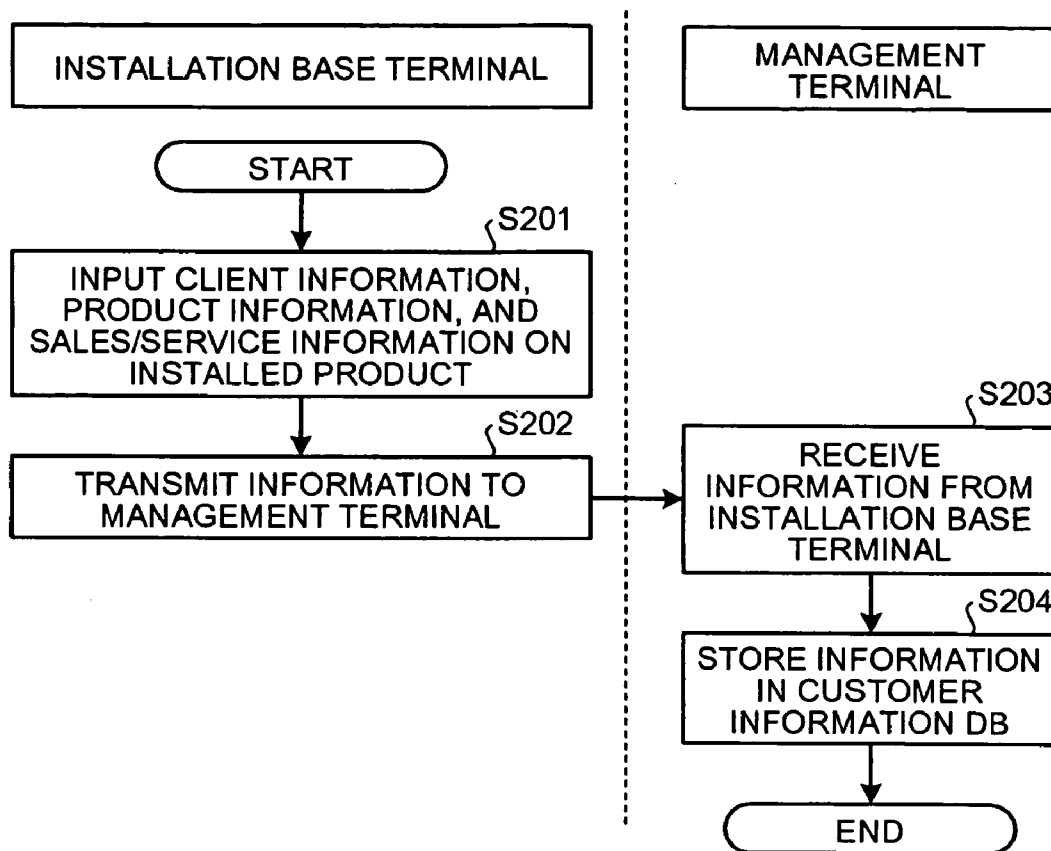 INSTALLATION BASE TERMINAL
MANAGEMENT
TERMINAL
START
S201
INPUT CLIENT INFORMATION,
PRODUCT INFORMATION, AND
SALES/SERVICE INFORMATION ON
INSTALLED PRODUCT
S202
TRANSMIT INFORMATION TO
MANAGEMENT TERMINAL
S203
RECEIVE
INFORMATION FROM
INSTALLATION BASE
TERMINAL
S204
STORE INFORMATION
IN CUSTOMER
INFORMATION DB
END